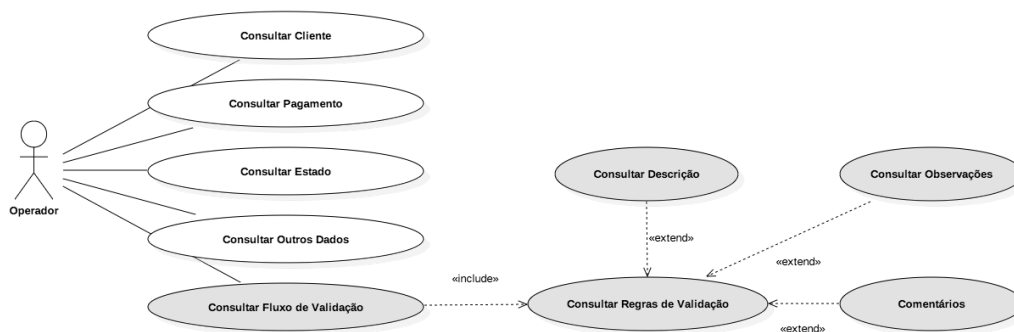 Consultar Cliente
Consultar Pagamento
Consultar Estado
Consultar Descrição
Consultar Observações
Operador
Consultar Outros Dados
«extend»
«extend»
«include»
Consultar Fluxo de Validação
Consultar Regras de Validação
Comentários
«extend»